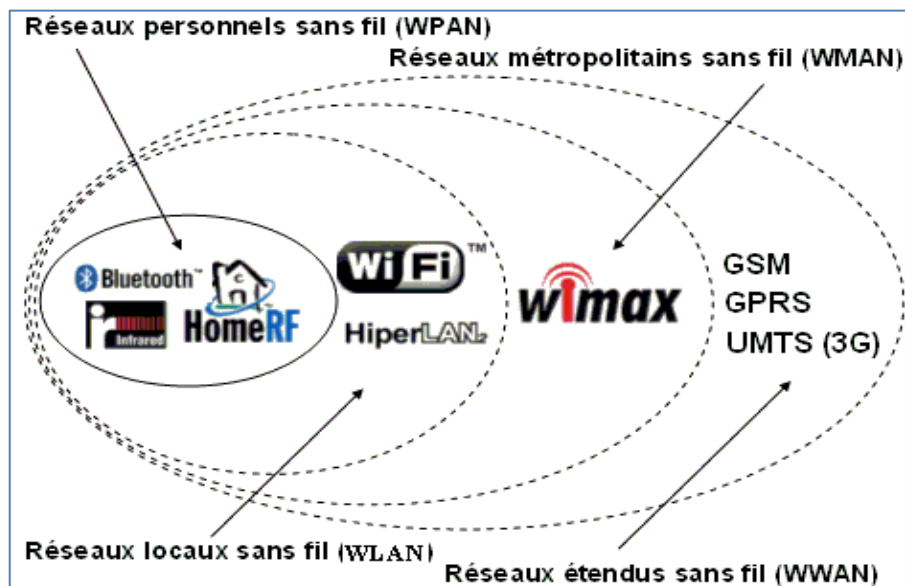 Réseaux personnels sans fil (WPAN)
Réseaux métropolitains sans fil (WMAN)
Bluetooth™
Infrared
HomeRF™
WiFi™
HiperLAN2
wimax
GSM
GPRS
UMTS (3G)
Réseaux locaux sans fil (WLAN)
Réseaux étendus sans fil (WWAN)